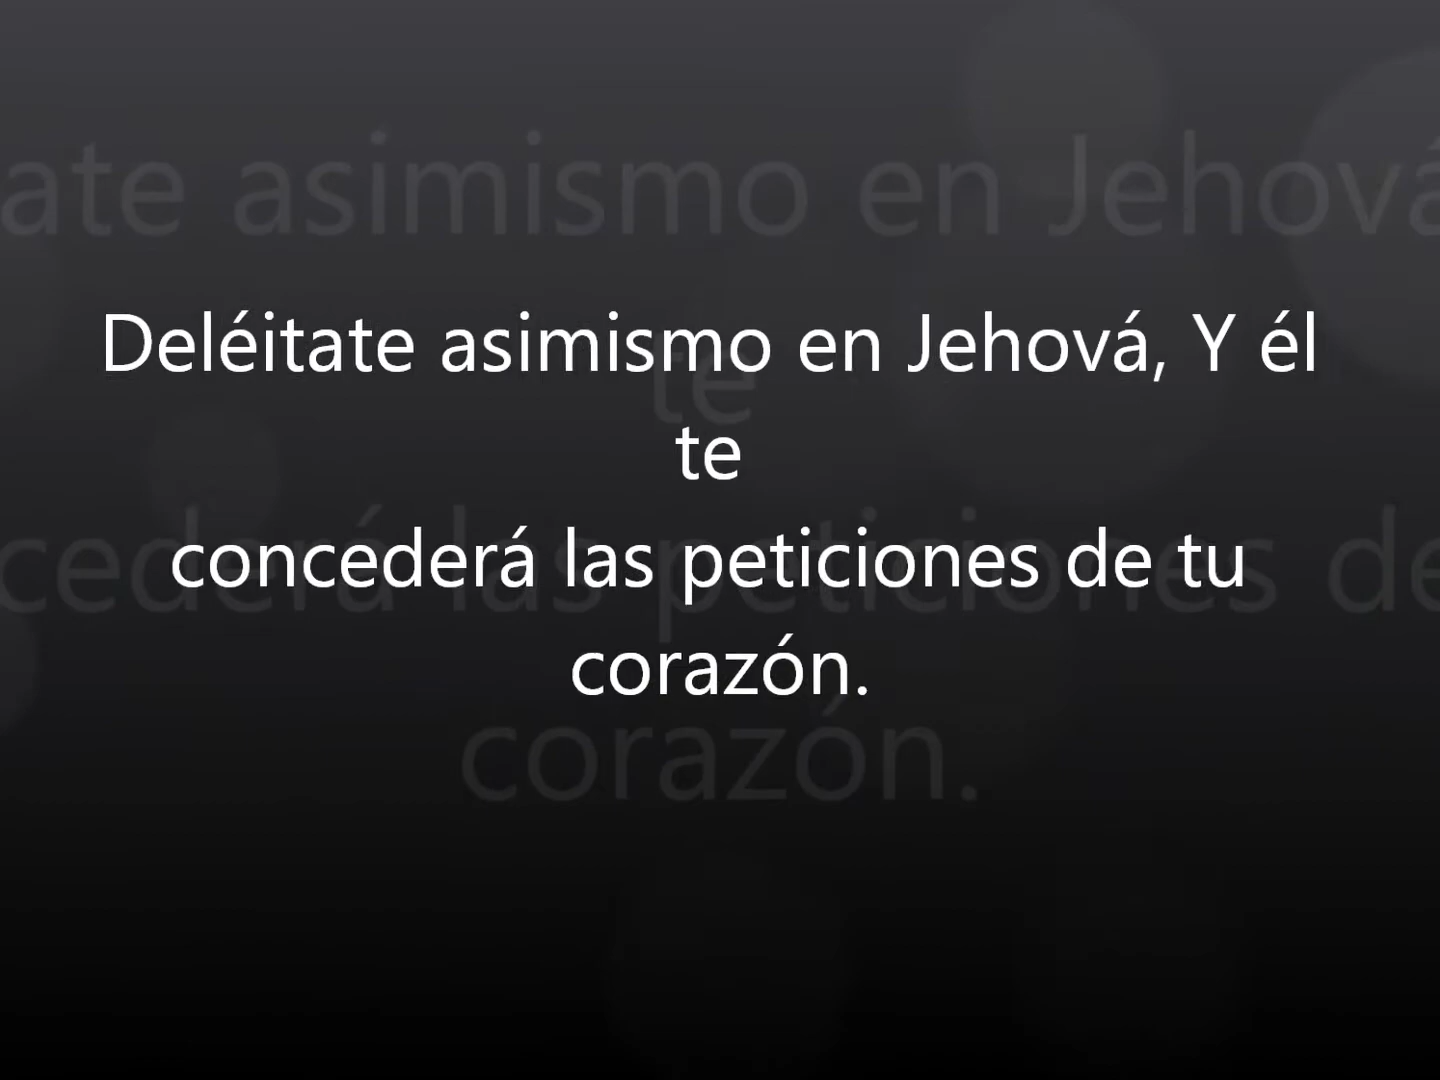 Deléitate asimismo en Jehová, Y él
te
concederá las peticiones de tu
corazón.